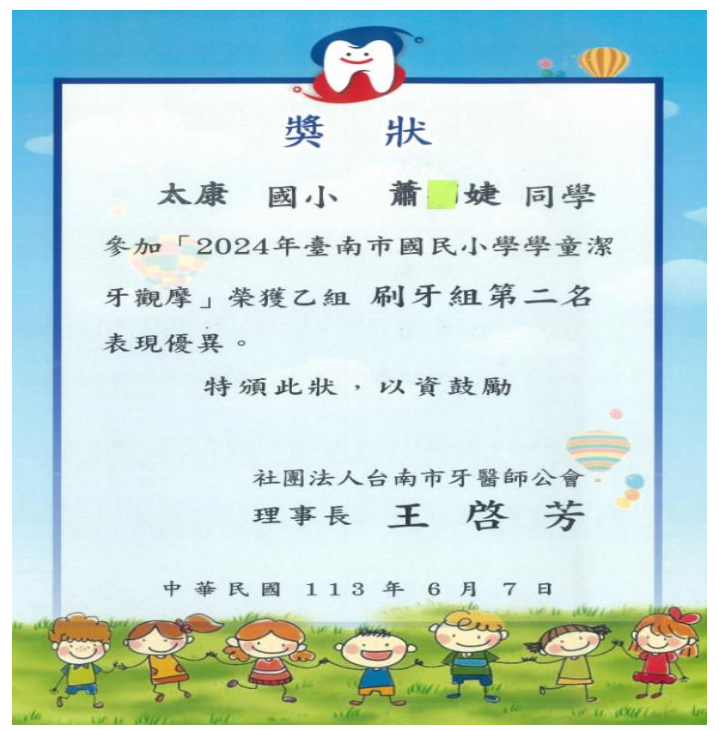 獎 狀
太康 國小 蕭 婕 同學
參加「2024年臺南市國民小學學童潔
牙觀摩」榮獲乙組 刷牙組第二名
表現優異。
特頒此狀,以資鼓勵
社團法人台南市牙醫師公會
理事長 王 啓 芳
中華民國 113 年 6 月 7 日